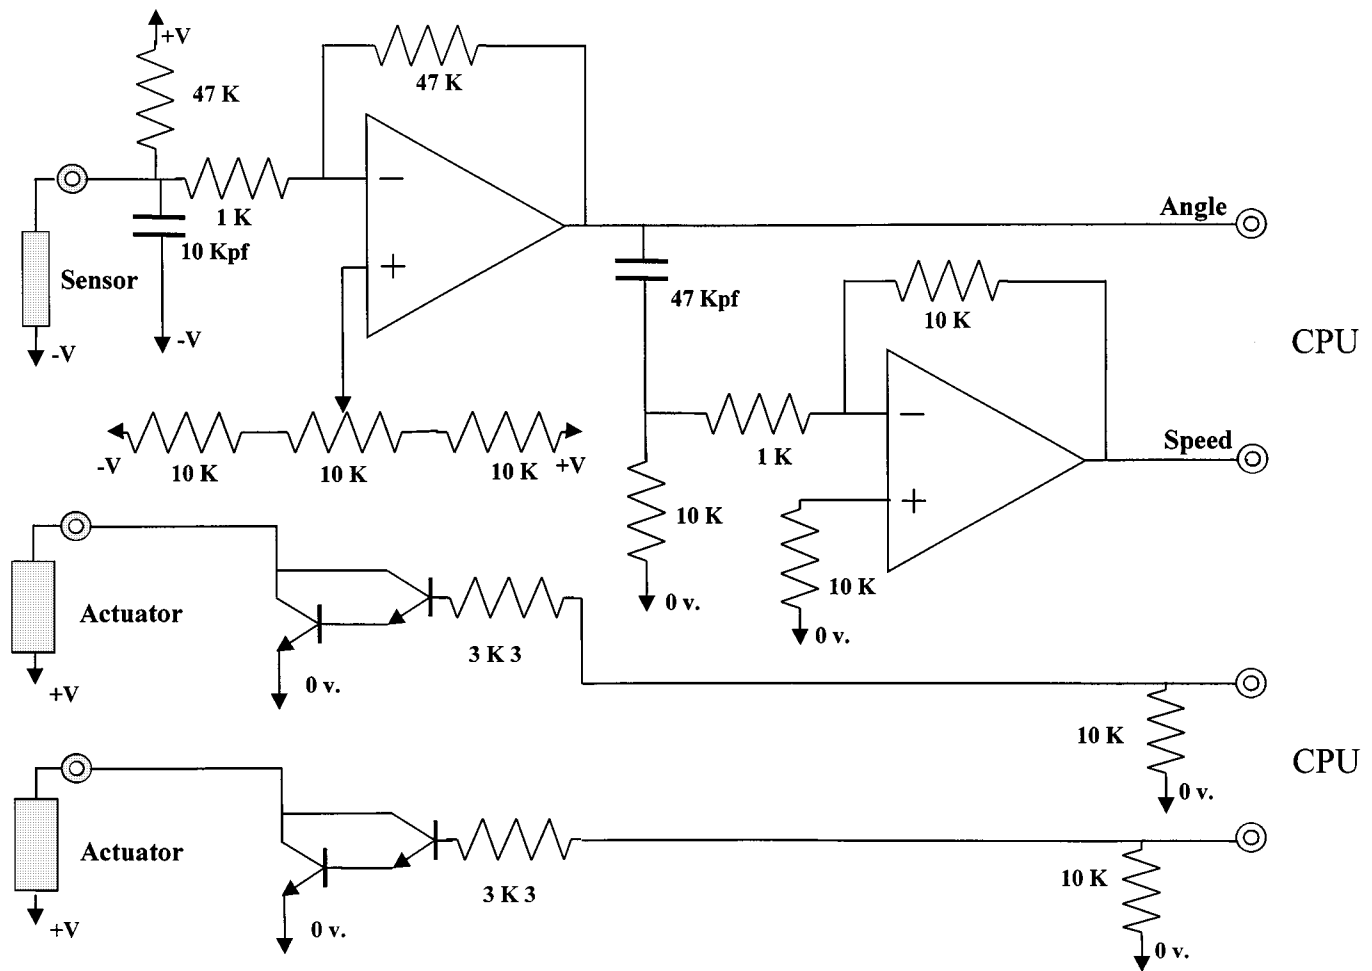 +V
47 K
47 K
1 K
10 Kpf
Sensor
-V
-V
−
+
Angle
47 Kpf
10 K
CPU
-V
10 K
10 K
10 K
+V
1 K
−
+
Speed
10 K
10 K
0 v.
0 v.
Actuator
+V
0 v.
3 K 3
10 K
0 v.
CPU
Actuator
+V
0 v.
3 K 3
10 K
0 v.